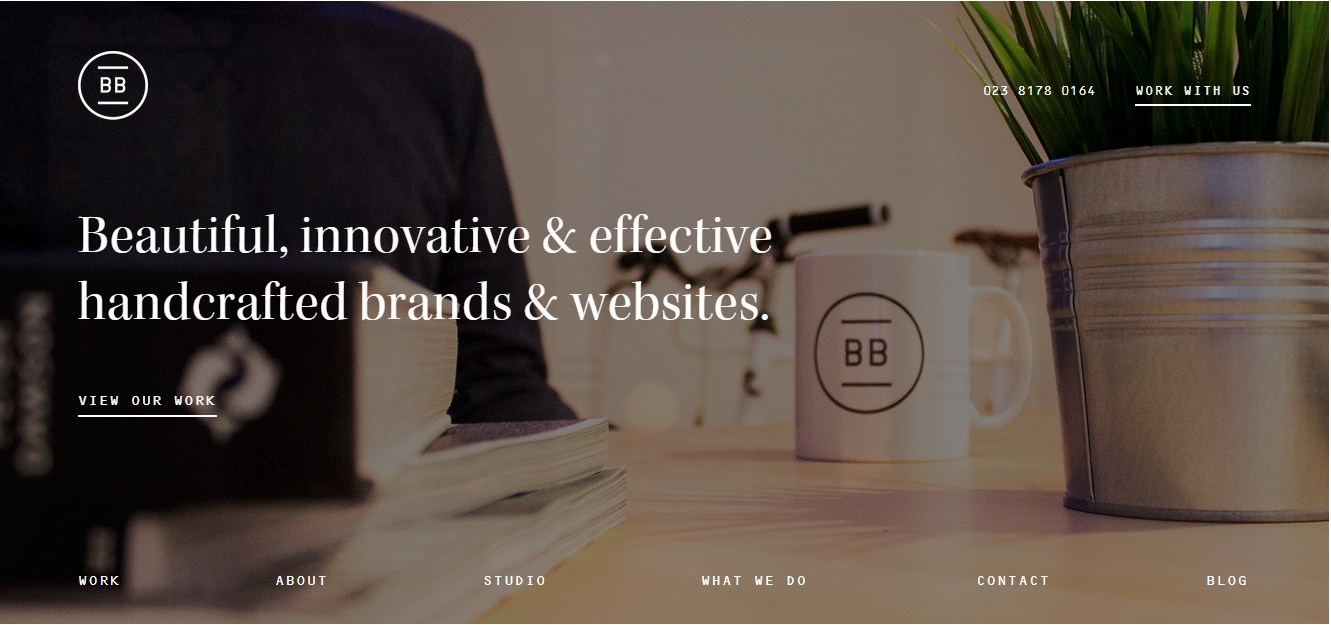 BB
023 8178 0164
WORK WITH US
Beautiful, innovative & effective
handcrafted brands & websites.
BB
VIEW OUR WORK
WORK
ABOUT
STUDIO
WHAT WE DO
CONTACT
BLOG